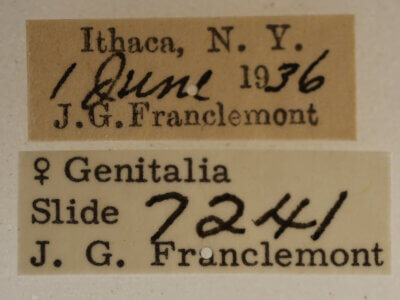 Ithaca, N. Y.
1 June 1936
J. G. Franclemont
♀ Genitalia
Slide 7241
J. G. Franclemont